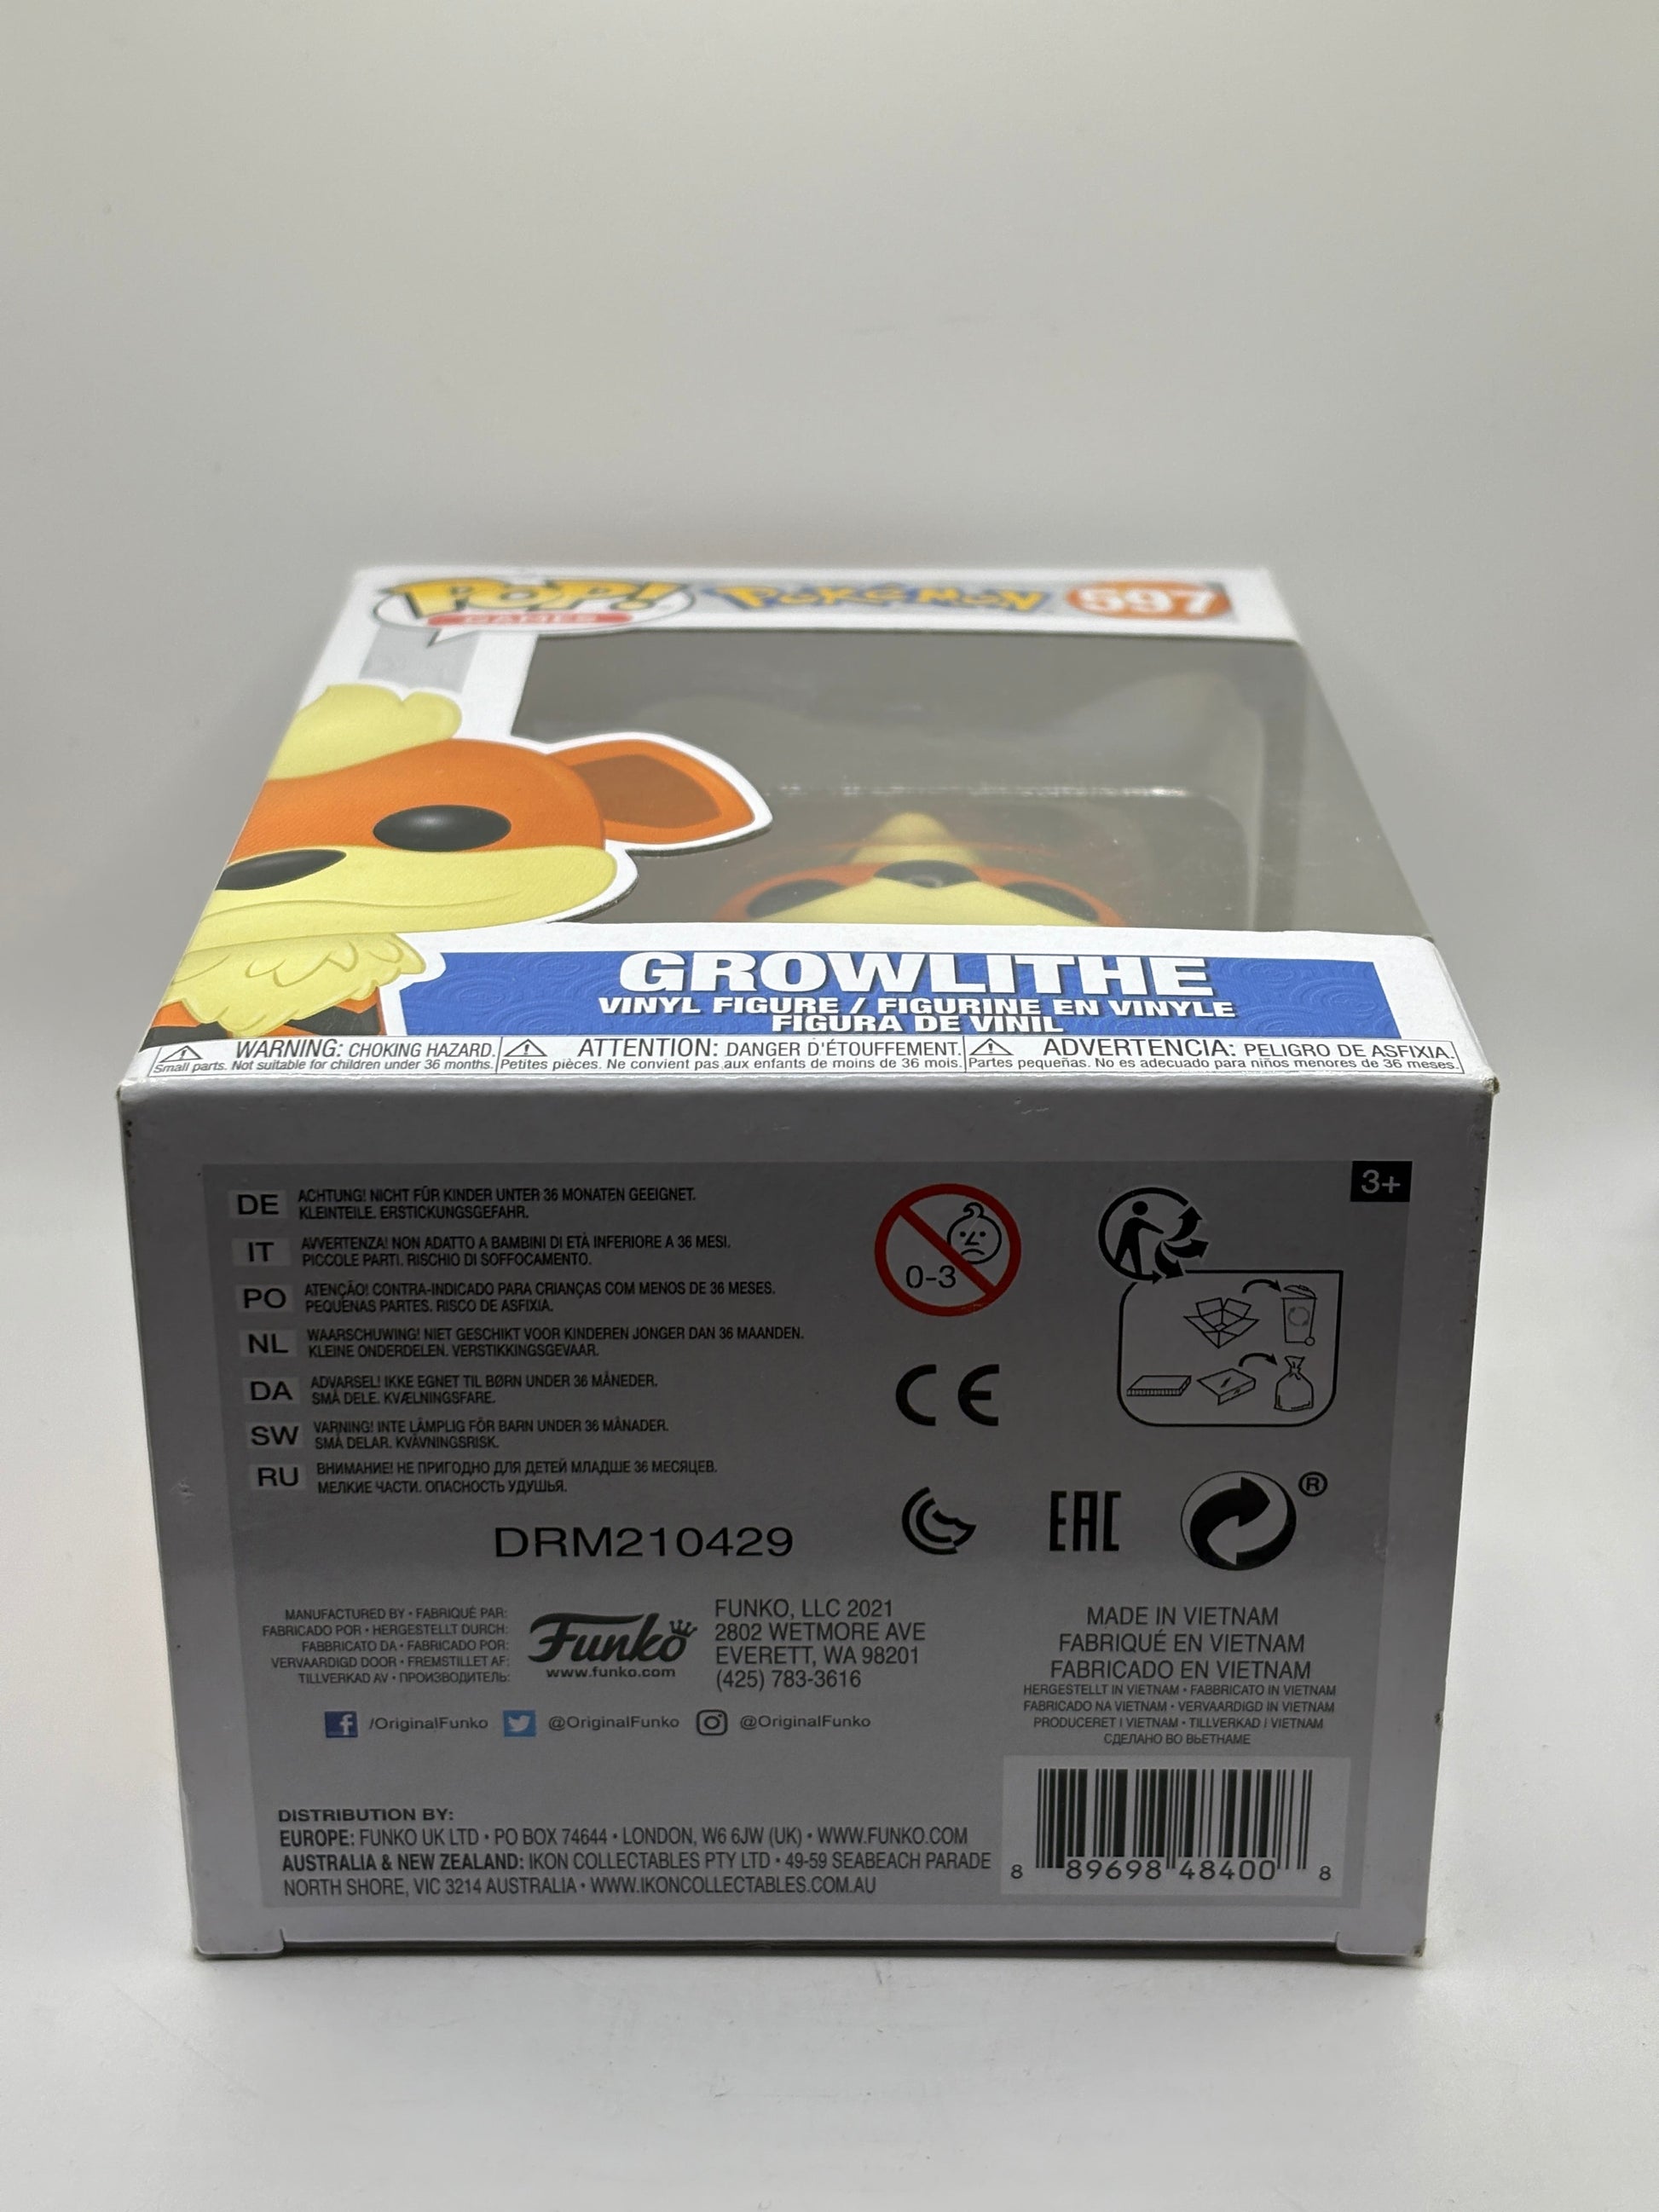 POP! POKÉMON 597
GAMES
GROWLITHE
VINYL FIGURE / FIGURINE EN VINYLE
FIGURA DE VINIL
WARNING: CHOKING HAZARD.
Small parts. Not suitable for children under 36 months.
ATTENTION: DANGER D'ÉTOUFFEMENT.
Petites pièces. Ne convient pas aux enfants de moins de 36 mois.
ADVERTENCIA: PELIGRO DE ASFIXIA.
Partes pequeñas. No es adecuado para niños menores de 36 meses.
3+
DE ACHTUNG! NICHT FÜR KINDER UNTER 36 MONATEN GEEIGNET.
KLEINTEILE. ERSTICKUNGSGEFAHR.
IT AVVERTENZA! NON ADATTO A BAMBINI DI ETÀ INFERIORE A 36 MESI.
PICCOLE PARTI. RISCHIO DI SOFFOCAMENTO.
PO ATENÇÃO! CONTRA-INDICADO PARA CRIANÇAS COM MENOS DE 36 MESES.
PEQUENAS PARTES. RISCO DE ASFIXIA.
NL WAARSCHUWING! NIET GESCHIKT VOOR KINDEREN JONGER DAN 36 MAANDEN.
KLEINE ONDERDELEN. VERSTIKKINGSGEVAAR.
DA ADVARSEL! IKKE EGNET TIL BØRN UNDER 36 MÅNEDER.
SMÅ DELE. KVÆLNINGSFARE.
SW VARNING! INTE LÄMPLIG FÖR BARN UNDER 36 MÅNADER.
SMÅ DELAR. KVÄVNINGSRISK.
RU ВНИМАНИЕ! НЕ ПРИГОДНО ДЛЯ ДЕТЕЙ МЛАДШЕ 36 МЕСЯЦЕВ.
МЕЛКИЕ ЧАСТИ. ОПАСНОСТЬ УДУШЬЯ.
0-3
CE
DRM210429
EAC
®
MANUFACTURED BY • FABRIQUÉ PAR:
FABRICADO POR • HERGESTELLT DURCH:
FABBRICATO DA • FABRICADO POR:
VERVAARDIGD DOOR • FREMSTILLET AF:
TILLVERKAD AV • ПРОИЗВОДИТЕЛЬ:
Funko
www.funko.com
FUNKO, LLC 2021
2802 WETMORE AVE
EVERETT, WA 98201
(425) 783-3616
MADE IN VIETNAM
FABRIQUÉ EN VIETNAM
FABRICADO EN VIETNAM
HERGESTELLT IN VIETNAM • FABBRICATO IN VIETNAM
FABRICADO NA VIETNAM • VERVAARDIGD IN VIETNAM
PRODUCERET I VIETNAM • TILLVERKAD I VIETNAM
СДЕЛАНО ВО ВЬЕТНАМЕ
/OriginalFunko @OriginalFunko @OriginalFunko
DISTRIBUTION BY:
EUROPE: FUNKO UK LTD • PO BOX 74644 • LONDON, W6 6JW (UK) • WWW.FUNKO.COM
AUSTRALIA & NEW ZEALAND: IKON COLLECTABLES PTY LTD • 49-59 SEABEACH PARADE
NORTH SHORE, VIC 3214 AUSTRALIA • WWW.IKONCOLLECTABLES.COM.AU
8 89698 48400 8